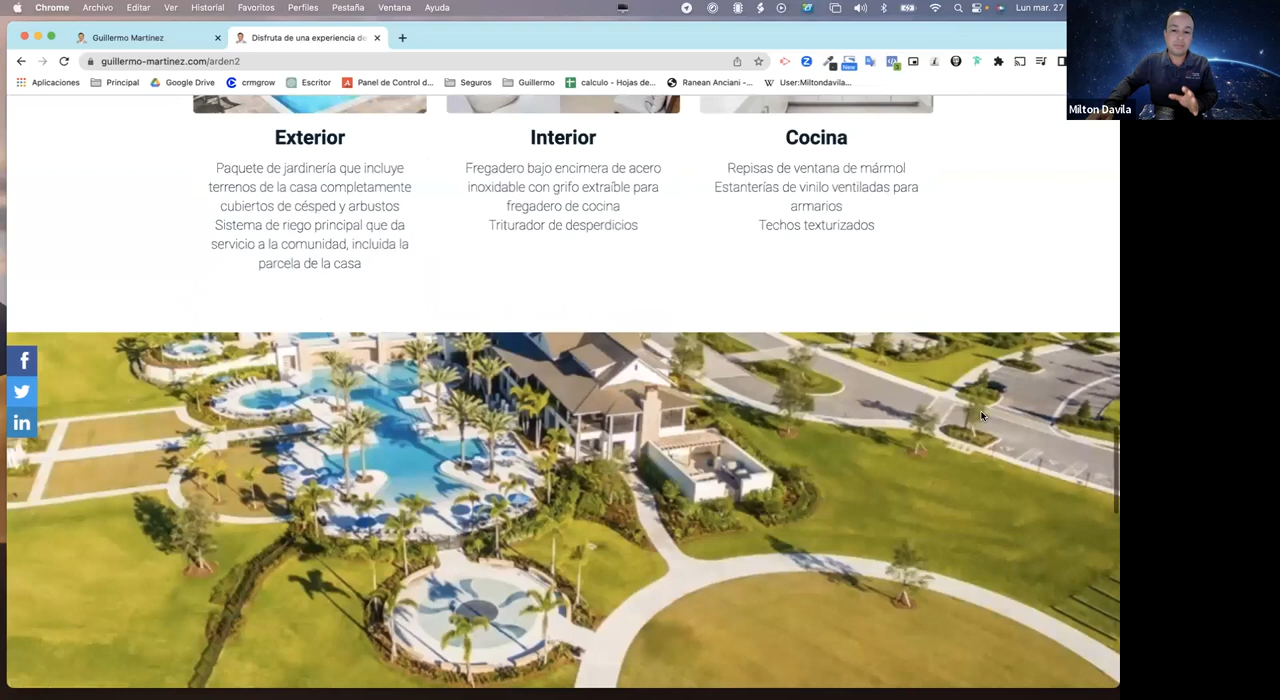 Chrome Archivo Editar Ver Historial Favoritos Perfiles Pestaña Ventana Ayuda Lun mar. 27
Guillermo Martinez
Disfruta de una experiencia de
guillermo-martinez.com/arden2
Aplicaciones Principal Google Drive crmgrow Escritor Panel de Control d... Seguros Guillermo calculo - Hojas de... Ranean Anciani -... User:Miltondavila...
New
Milton Davila
Exterior
Paquete de jardinería que incluye
terrenos de la casa completamente
cubiertos de césped y arbustos
Sistema de riego principal que da
servicio a la comunidad, incluida la
parcela de la casa
Interior
Fregadero bajo encimera de acero
inoxidable con grifo extraíble para
fregadero de cocina
Triturador de desperdicios
Cocina
Repisas de ventana de mármol
Estanterías de vinilo ventiladas para
armarios
Techos texturizados